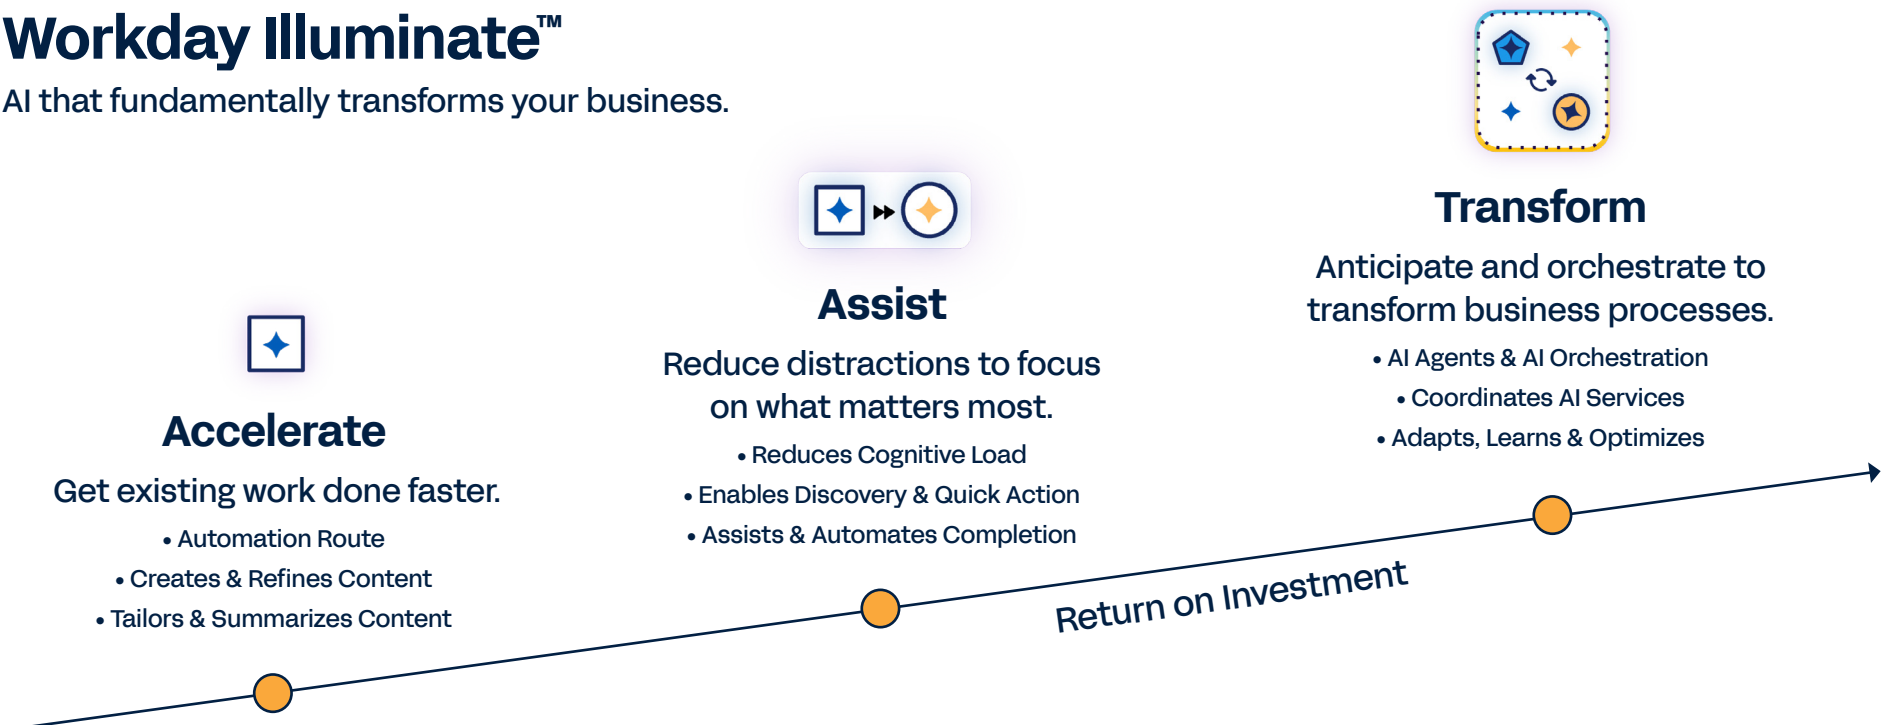 Workday Illuminate™
AI that fundamentally transforms your business.
Accelerate
Get existing work done faster.
• Automation Route
• Creates & Refines Content
• Tailors & Summarizes Content
Assist
Reduce distractions to focus
on what matters most.
• Reduces Cognitive Load
• Enables Discovery & Quick Action
• Assists & Automates Completion
Transform
Anticipate and orchestrate to
transform business processes.
• AI Agents & AI Orchestration
• Coordinates AI Services
• Adapts, Learns & Optimizes
Return on Investment